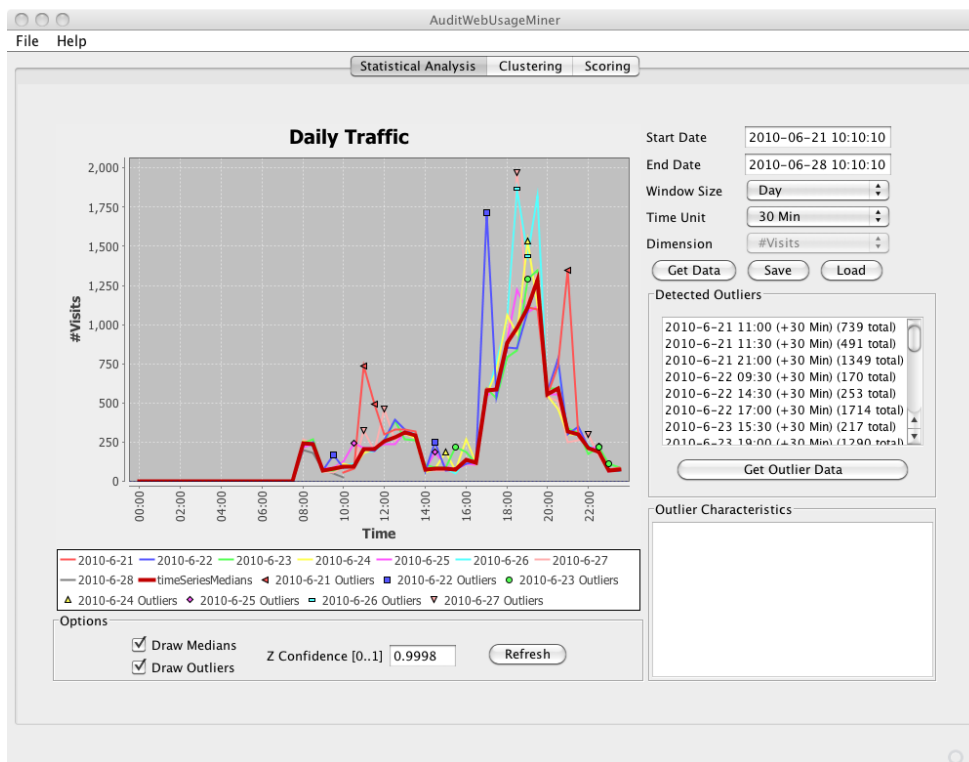 AuditWebUsageMiner
File Help
Statistical Analysis Clustering Scoring
Daily Traffic
2,000
1,750
1,500
1,250
1,000
750
500
250
0
#Visits
00:00 02:00 04:00 06:00 08:00 10:00 12:00 14:00 16:00 18:00 20:00 22:00
Time
2010-6-21 2010-6-22 2010-6-23 2010-6-24 2010-6-25 2010-6-26 2010-6-27
2010-6-28 timeSeriesMedians 2010-6-21 Outliers 2010-6-22 Outliers 2010-6-23 Outliers
2010-6-24 Outliers 2010-6-25 Outliers 2010-6-26 Outliers 2010-6-27 Outliers
Options
Draw Medians
Draw Outliers
Z Confidence [0..1] 0.9998 Refresh
Start Date 2010-06-21 10:10:10
End Date 2010-06-28 10:10:10
Window Size Day
Time Unit 30 Min
Dimension #Visits
Get Data Save Load
Detected Outliers
2010-6-21 11:00 (+30 Min) (739 total)
2010-6-21 11:30 (+30 Min) (491 total)
2010-6-21 21:00 (+30 Min) (1349 total)
2010-6-22 09:30 (+30 Min) (170 total)
2010-6-22 14:30 (+30 Min) (253 total)
2010-6-22 17:00 (+30 Min) (1714 total)
2010-6-23 15:30 (+30 Min) (217 total)
2010-6-23 19:00 (+30 Min) (1290 total)
Get Outlier Data
Outlier Characteristics